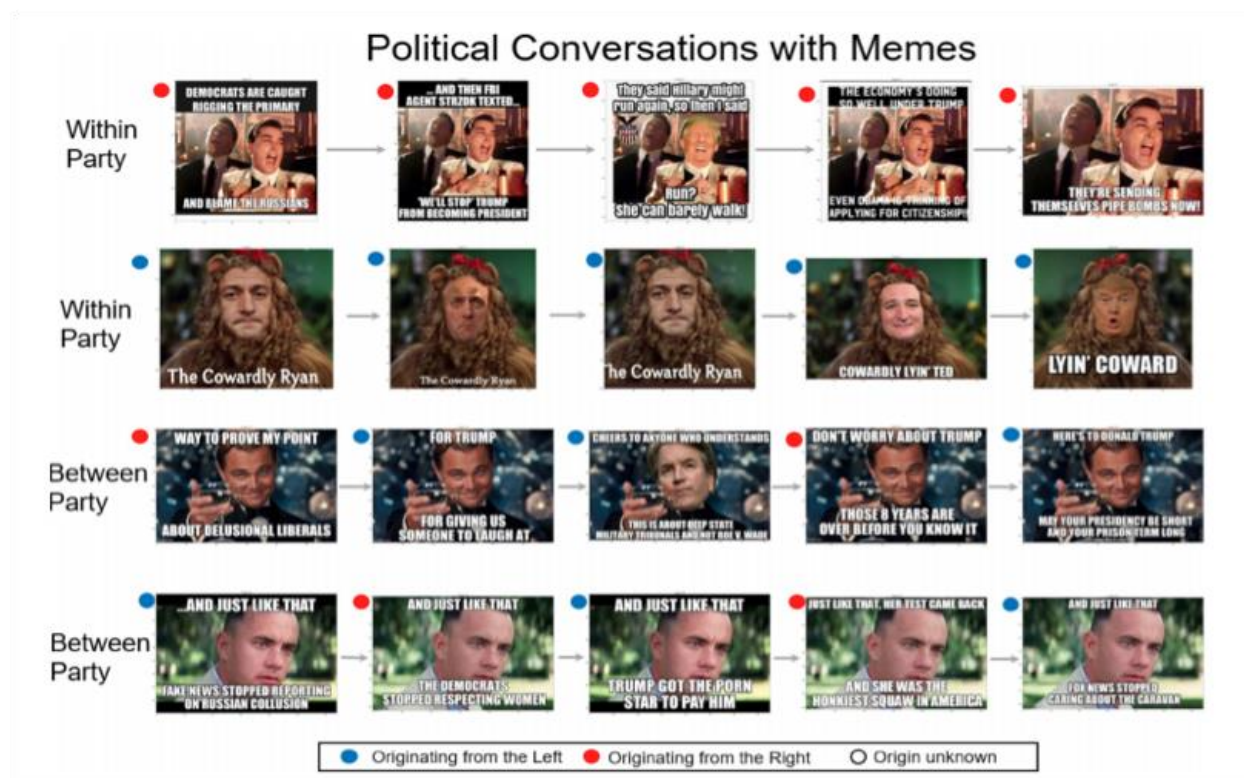 Political Conversations with Memes
Within
Party
DEMOCRATS ARE CAUGHT
RIGGING THE PRIMARY
AND BLAME THE RUSSIANS
...AND THEN FBI
AGENT STRZOK TEXTED...
'WE'LL STOP' TRUMP
FROM BECOMING PRESIDENT
They said Hillary might
run again, so then I said
Run?
She can barely walk!
THE ECONOMY'S DOING
SO WELL UNDER TRUMP
EVEN OBAMA IS THINKING OF
APPLYING FOR CITIZENSHIP!!
THEY'RE SENDING
THEMSELVES PIPE BOMBS NOW!
Within
Party
The Cowardly Ryan
The Cowardly Ryan
he Cowardly Ryan
COWARDLY LYIN' TED
LYIN' COWARD
Between
Party
WAY TO PROVE MY POINT
ABOUT DELUSIONAL LIBERALS
FOR TRUMP
FOR GIVING US
SOMEONE TO LAUGH AT
CHEERS TO ANYONE WHO UNDERSTANDS
THIS IS ABOUT DEEP STATE
MILITARY TRIBUNALS AND NOT ROE V. WADE
DON'T WORRY ABOUT TRUMP
THOSE 8 YEARS ARE
OVER BEFORE YOU KNOW IT
HERE'S TO DONALD TRUMP
MAY YOUR PRESIDENCY BE SHORT
AND YOUR PRISON TERM LONG
Between
Party
...AND JUST LIKE THAT
FAKE NEWS STOPPED REPORTING
ON RUSSIAN COLLUSION
AND JUST LIKE THAT
...THE DEMOCRATS
STOPPED RESPECTING WOMEN
AND JUST LIKE THAT
TRUMP GOT THE PORN
STAR TO PAY HIM
JUST LIKE THAT, HER TEST CAME BACK
AND SHE WAS THE
HONKIEST SQUAW IN AMERICA
AND JUST LIKE THAT
...FOX NEWS STOPPED
CARING ABOUT THE CARAVAN
Originating from the Left
Originating from the Right
Origin unknown